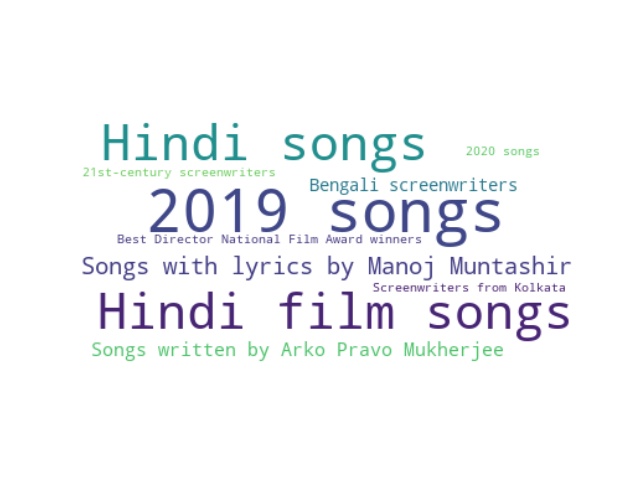 Hindi songs
2020 songs
21st-century screenwriters
Bengali screenwriters
2019 songs
Best Director National Film Award winners
Songs with lyrics by Manoj Muntashir
Screenwriters from Kolkata
Hindi film songs
Songs written by Arko Pravo Mukherjee